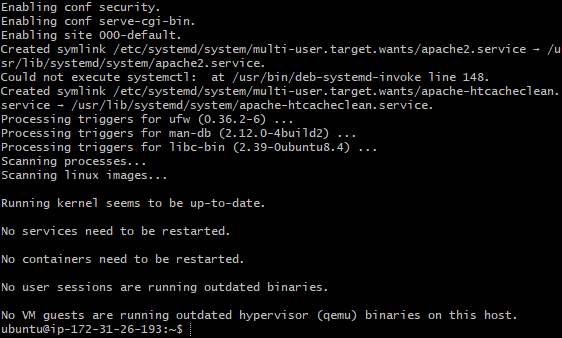 Enabling conf security.
Enabling conf serve-cgi-bin.
Enabling site 000-default.
Created symlink /etc/systemd/system/multi-user.target.wants/apache2.service → /u
sr/lib/systemd/system/apache2.service.
Could not execute systemctl:  at /usr/bin/deb-systemd-invoke line 148.
Created symlink /etc/systemd/system/multi-user.target.wants/apache-htcacheclean.
service → /usr/lib/systemd/system/apache-htcacheclean.service.
Processing triggers for ufw (0.36.2-6) ...
Processing triggers for man-db (2.12.0-4build2) ...
Processing triggers for libc-bin (2.39-0ubuntu8.4) ...
Scanning processes...
Scanning linux images...
Running kernel seems to be up-to-date.
No services need to be restarted.
No containers need to be restarted.
No user sessions are running outdated binaries.
No VM guests are running outdated hypervisor (qemu) binaries on this host.
ubuntu@ip-172-31-26-193:~$